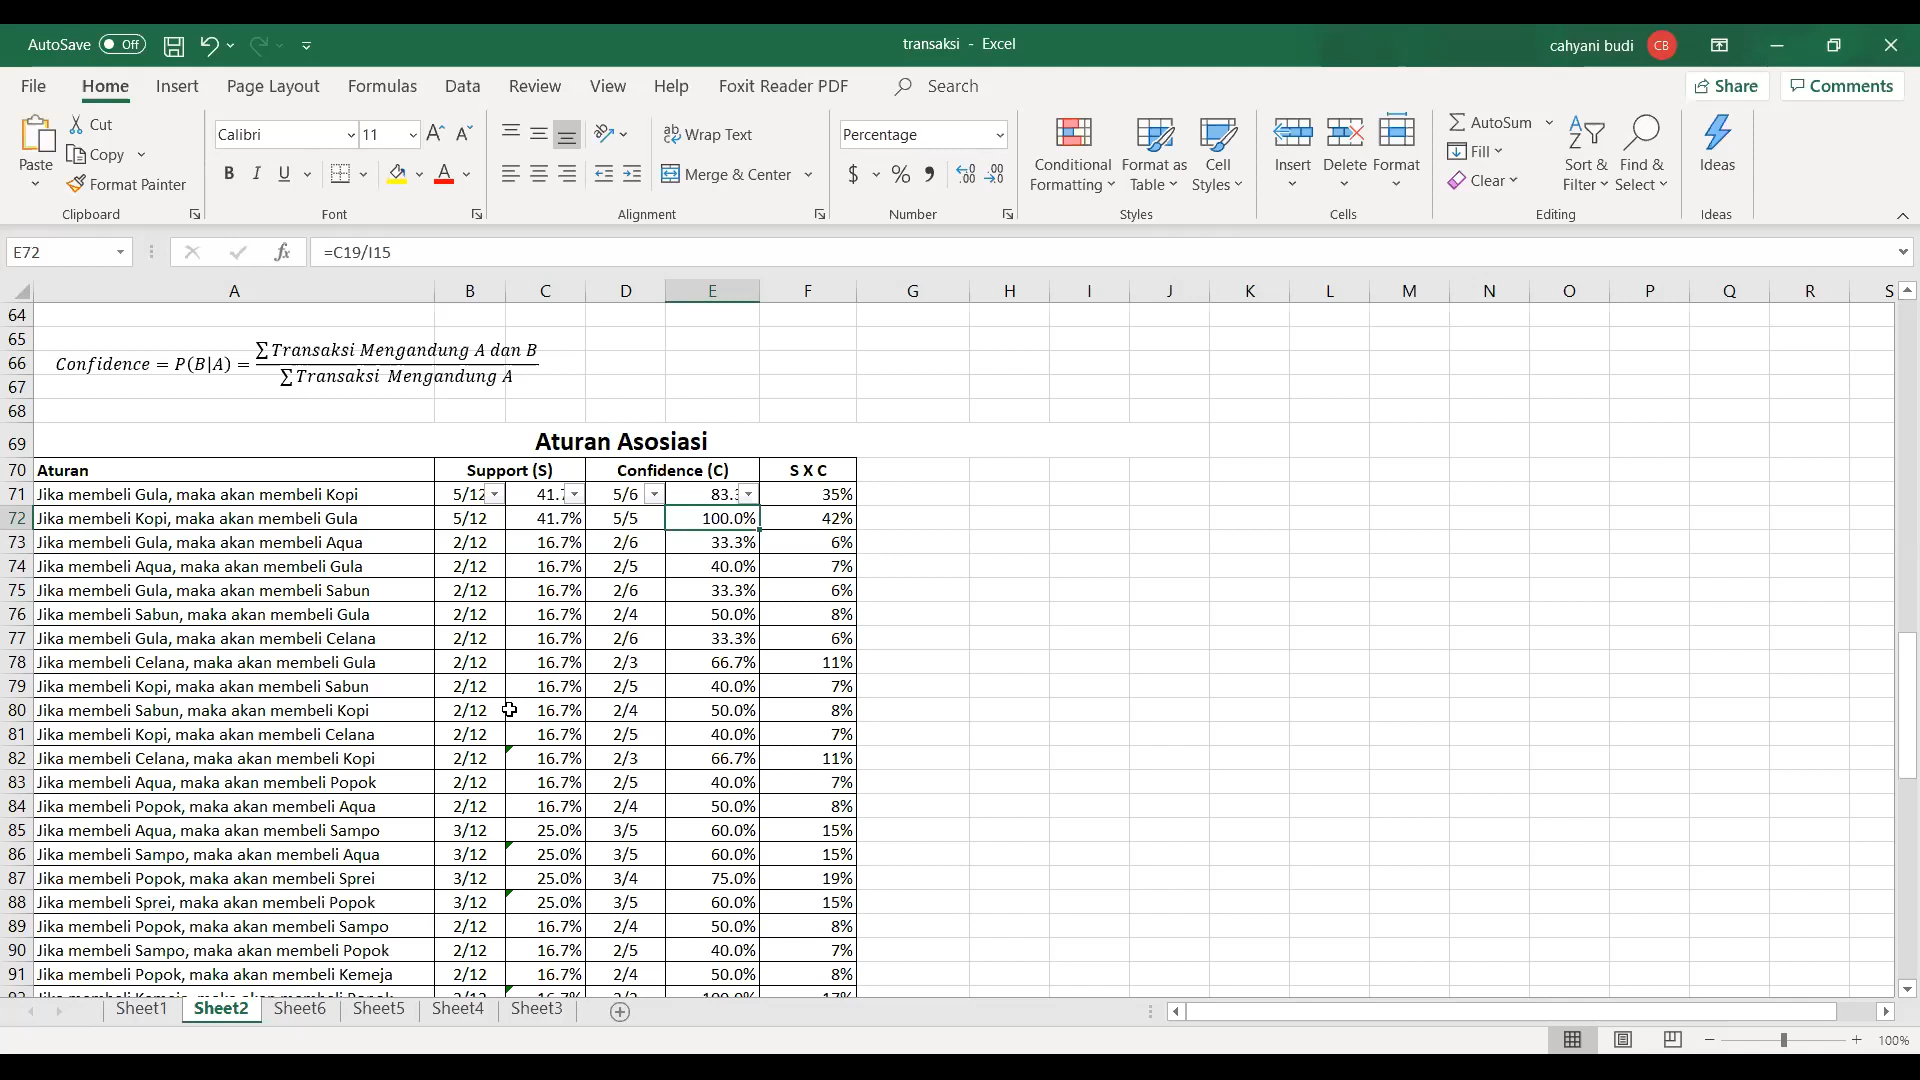 AutoSave Off transaksi - Excel cahyani budi CB
File Home Insert Page Layout Formulas Data Review View Help Foxit Reader PDF Search Share Comments
Paste Cut Copy Format Painter
Calibri 11 A A
B I U A
ab Wrap Text
Merge & Center
Percentage
$ % , .00 .00
Conditional Formatting Format as Table Cell Styles
Insert Delete Format
AutoSum Fill Clear
Sort & Filter Find & Select
Ideas
Clipboard Font Alignment Number Styles Cells Editing Ideas
E72 fx =C19/I15
A B C D E F G H I J K L M N O P Q R S
64
65
66 Confidence = P(B|A) = ∑Transaksi Mengandung A dan B / ∑Transaksi Mengandung A
67
68
69 Aturan Asosiasi
70 Aturan Support (S) Confidence (C) S X C
71 Jika membeli Gula, maka akan membeli Kopi 5/12 41.7 5/6 83. 35%
72 Jika membeli Kopi, maka akan membeli Gula 5/12 41.7% 5/5 100.0% 42%
73 Jika membeli Gula, maka akan membeli Aqua 2/12 16.7% 2/6 33.3% 6%
74 Jika membeli Aqua, maka akan membeli Gula 2/12 16.7% 2/5 40.0% 7%
75 Jika membeli Gula, maka akan membeli Sabun 2/12 16.7% 2/6 33.3% 6%
76 Jika membeli Sabun, maka akan membeli Gula 2/12 16.7% 2/4 50.0% 8%
77 Jika membeli Gula, maka akan membeli Celana 2/12 16.7% 2/6 33.3% 6%
78 Jika membeli Celana, maka akan membeli Gula 2/12 16.7% 2/3 66.7% 11%
79 Jika membeli Kopi, maka akan membeli Sabun 2/12 16.7% 2/5 40.0% 7%
80 Jika membeli Sabun, maka akan membeli Kopi 2/12 16.7% 2/4 50.0% 8%
81 Jika membeli Kopi, maka akan membeli Celana 2/12 16.7% 2/5 40.0% 7%
82 Jika membeli Celana, maka akan membeli Kopi 2/12 16.7% 2/3 66.7% 11%
83 Jika membeli Aqua, maka akan membeli Popok 2/12 16.7% 2/5 40.0% 7%
84 Jika membeli Popok, maka akan membeli Aqua 2/12 16.7% 2/4 50.0% 8%
85 Jika membeli Aqua, maka akan membeli Sampo 3/12 25.0% 3/5 60.0% 15%
86 Jika membeli Sampo, maka akan membeli Aqua 3/12 25.0% 3/5 60.0% 15%
87 Jika membeli Popok, maka akan membeli Sprei 3/12 25.0% 3/4 75.0% 19%
88 Jika membeli Sprei, maka akan membeli Popok 3/12 25.0% 3/5 60.0% 15%
89 Jika membeli Popok, maka akan membeli Sampo 2/12 16.7% 2/4 50.0% 8%
90 Jika membeli Sampo, maka akan membeli Popok 2/12 16.7% 2/5 40.0% 7%
91 Jika membeli Popok, maka akan membeli Kemeja 2/12 16.7% 2/4 50.0% 8%
Sheet1 Sheet2 Sheet6 Sheet5 Sheet4 Sheet3
100%